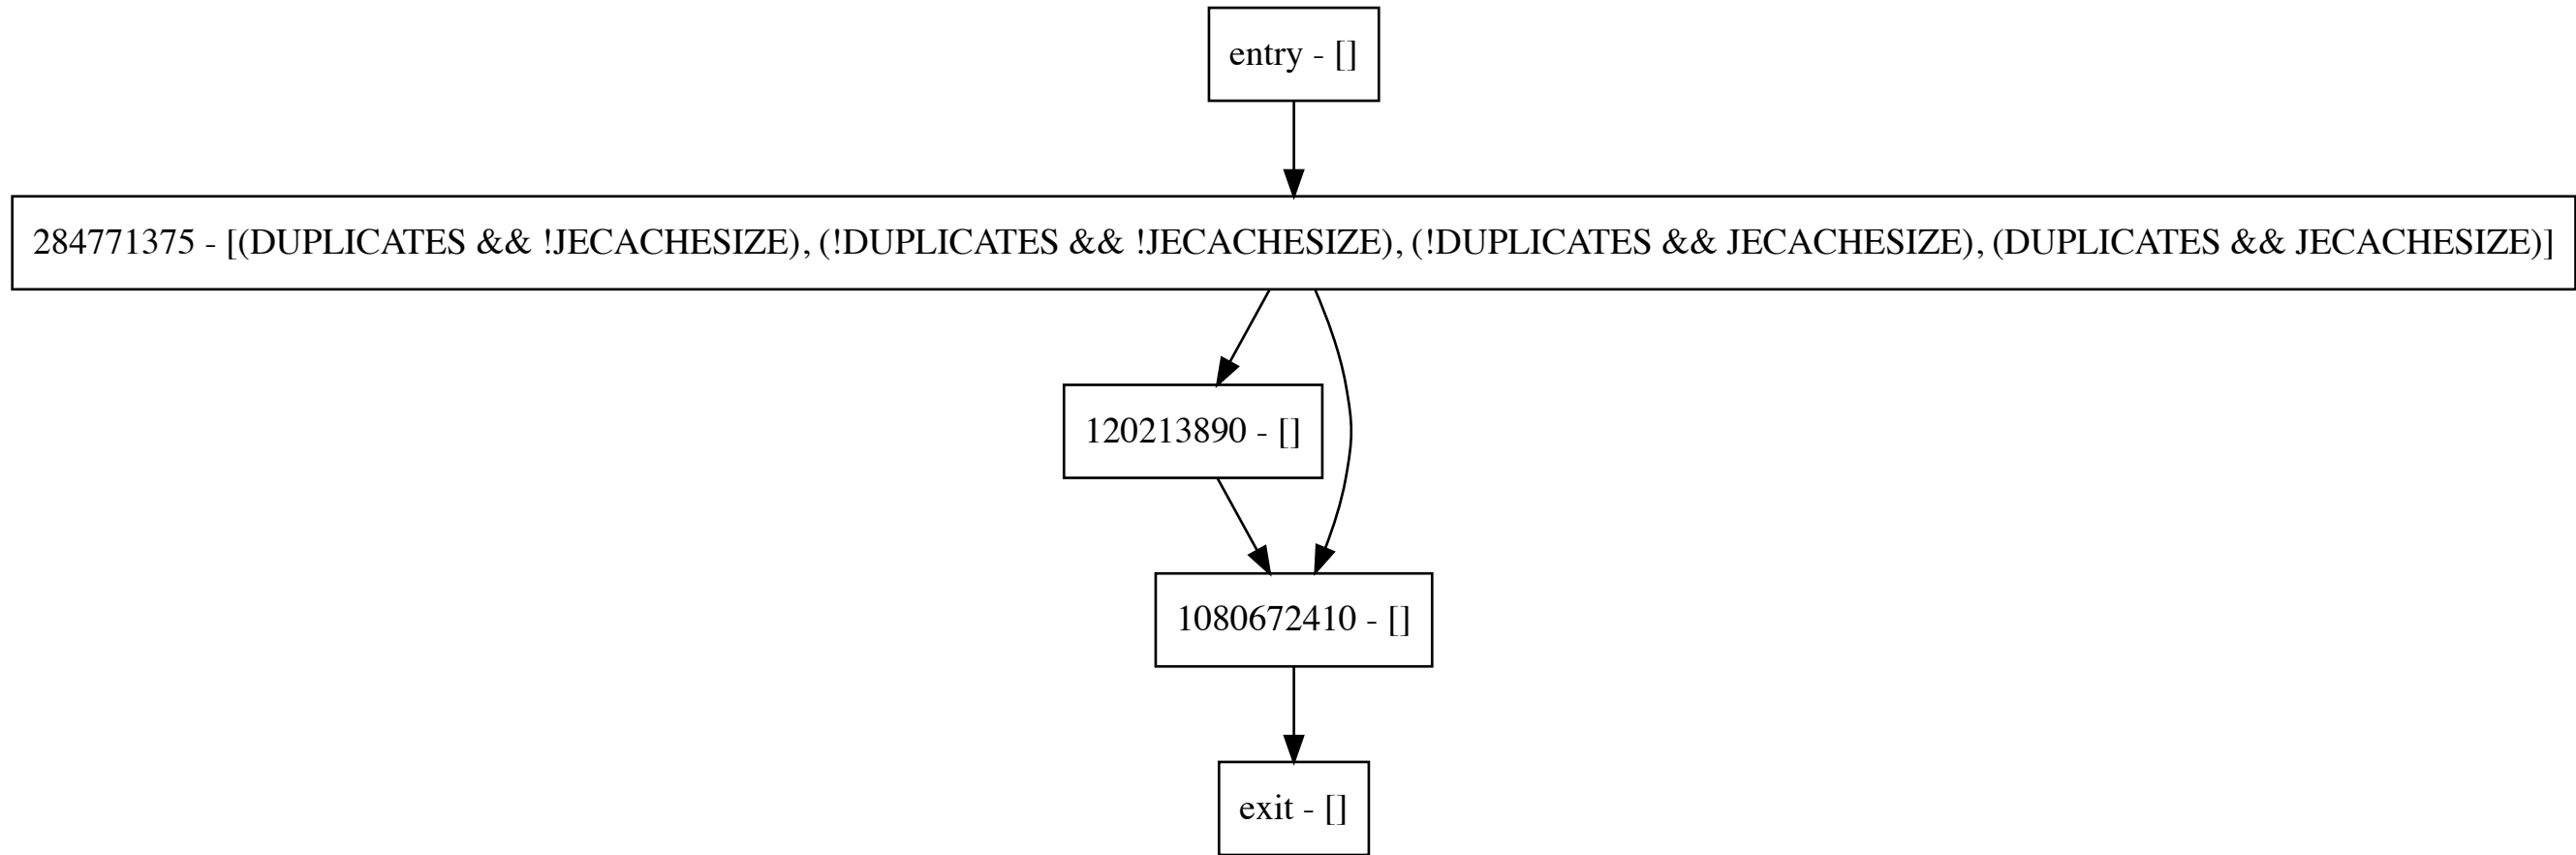 entry - []
284771375 - [(DUPLICATES && !JECACHESIZE), (!DUPLICATES && !JECACHESIZE), (!DUPLICATES && JECACHESIZE), (DUPLICATES && JECACHESIZE)]
120213890 - []
1080672410 - []
exit - []